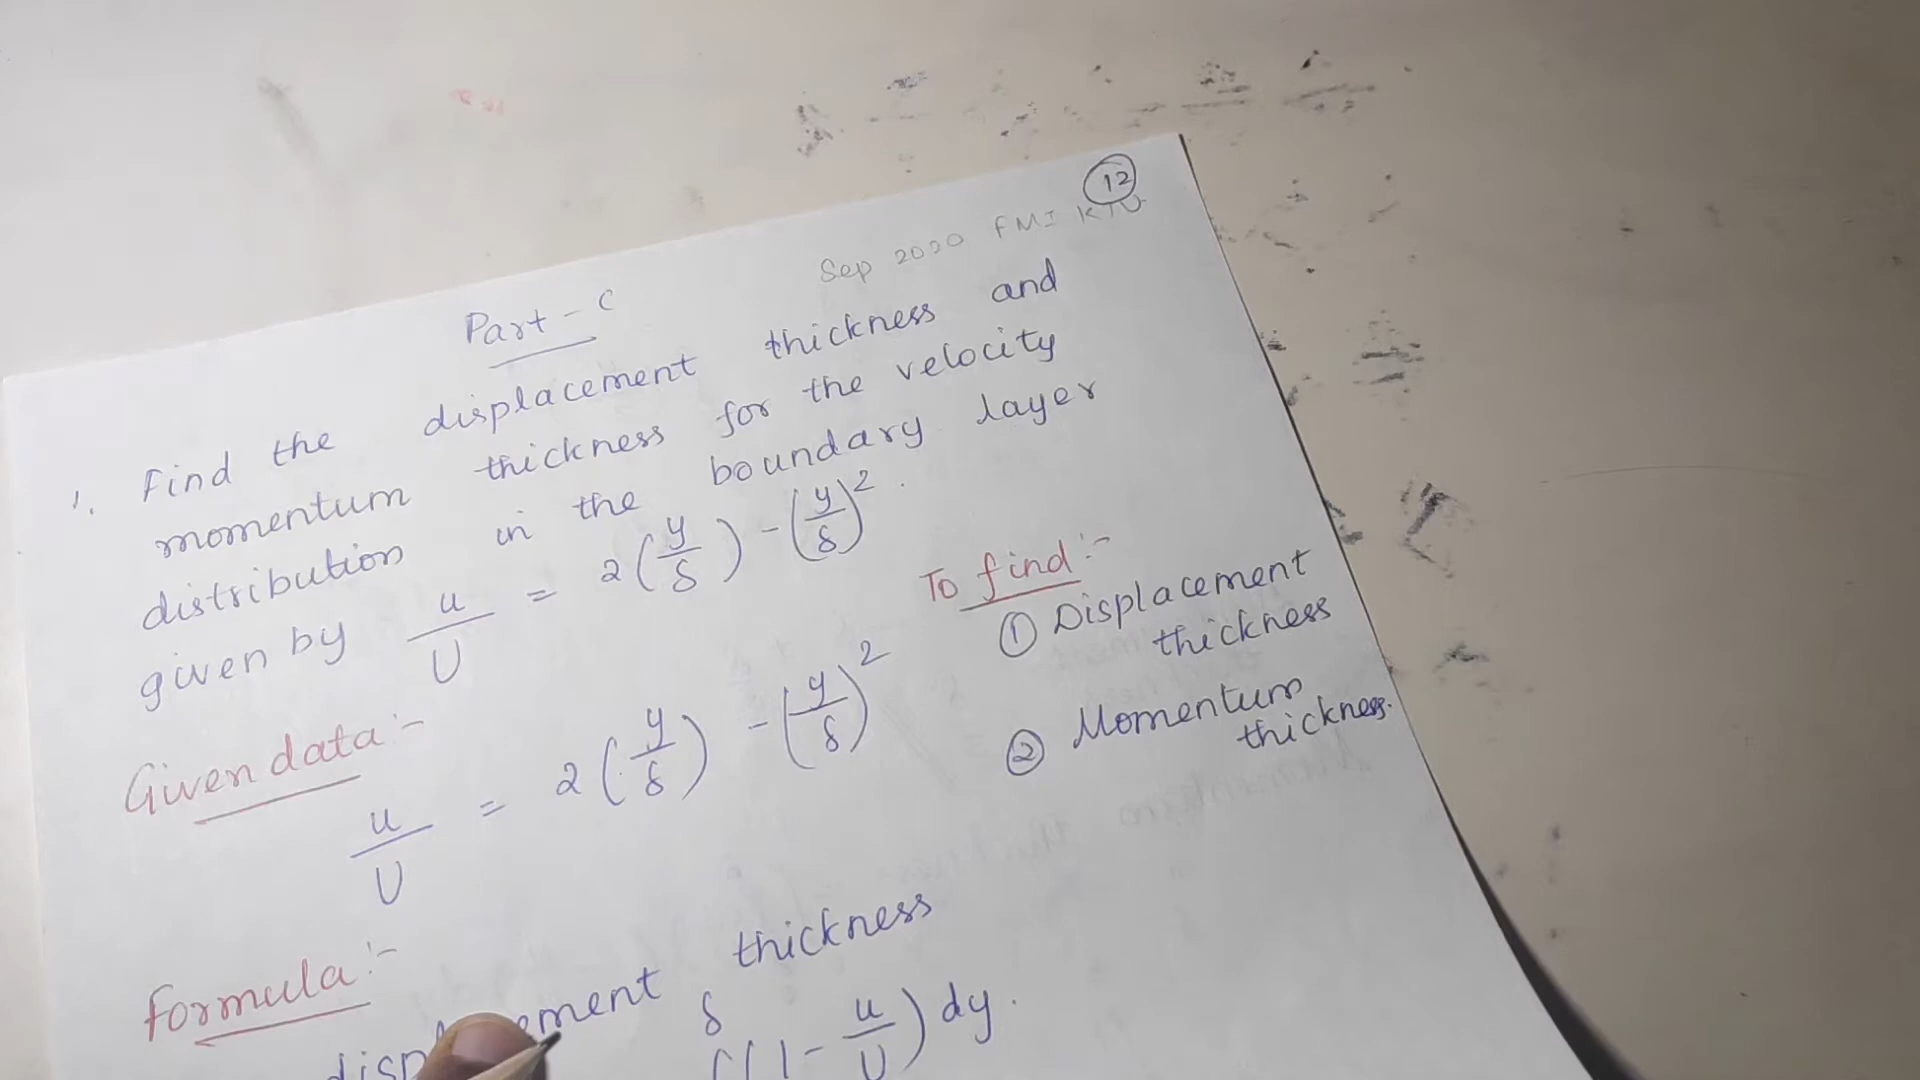 12
Sep 2020 FMI KTU
Part - C
1. Find the displacement thickness and
momentum thickness for the velocity
distribution in the boundary layer
given by u/U = 2(y/δ) - (y/δ)².
Given data:-
u/U = 2(y/δ) - (y/δ)²
To find:-
① Displacement
thickness
② Momentum
thickness.
Formula:-
thickness
δ
∫(1 - u/U) dy.